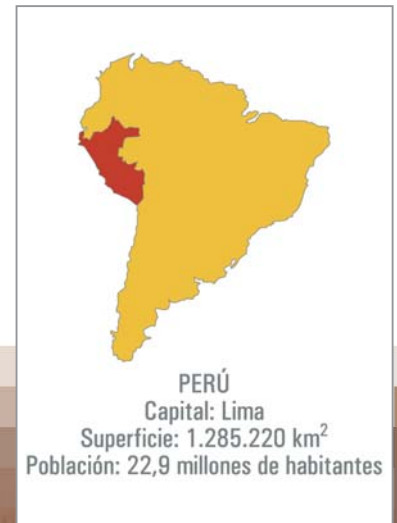 PERÚ
Capital: Lima
Superficie: 1.285.220 km²
Población: 22,9 millones de habitantes